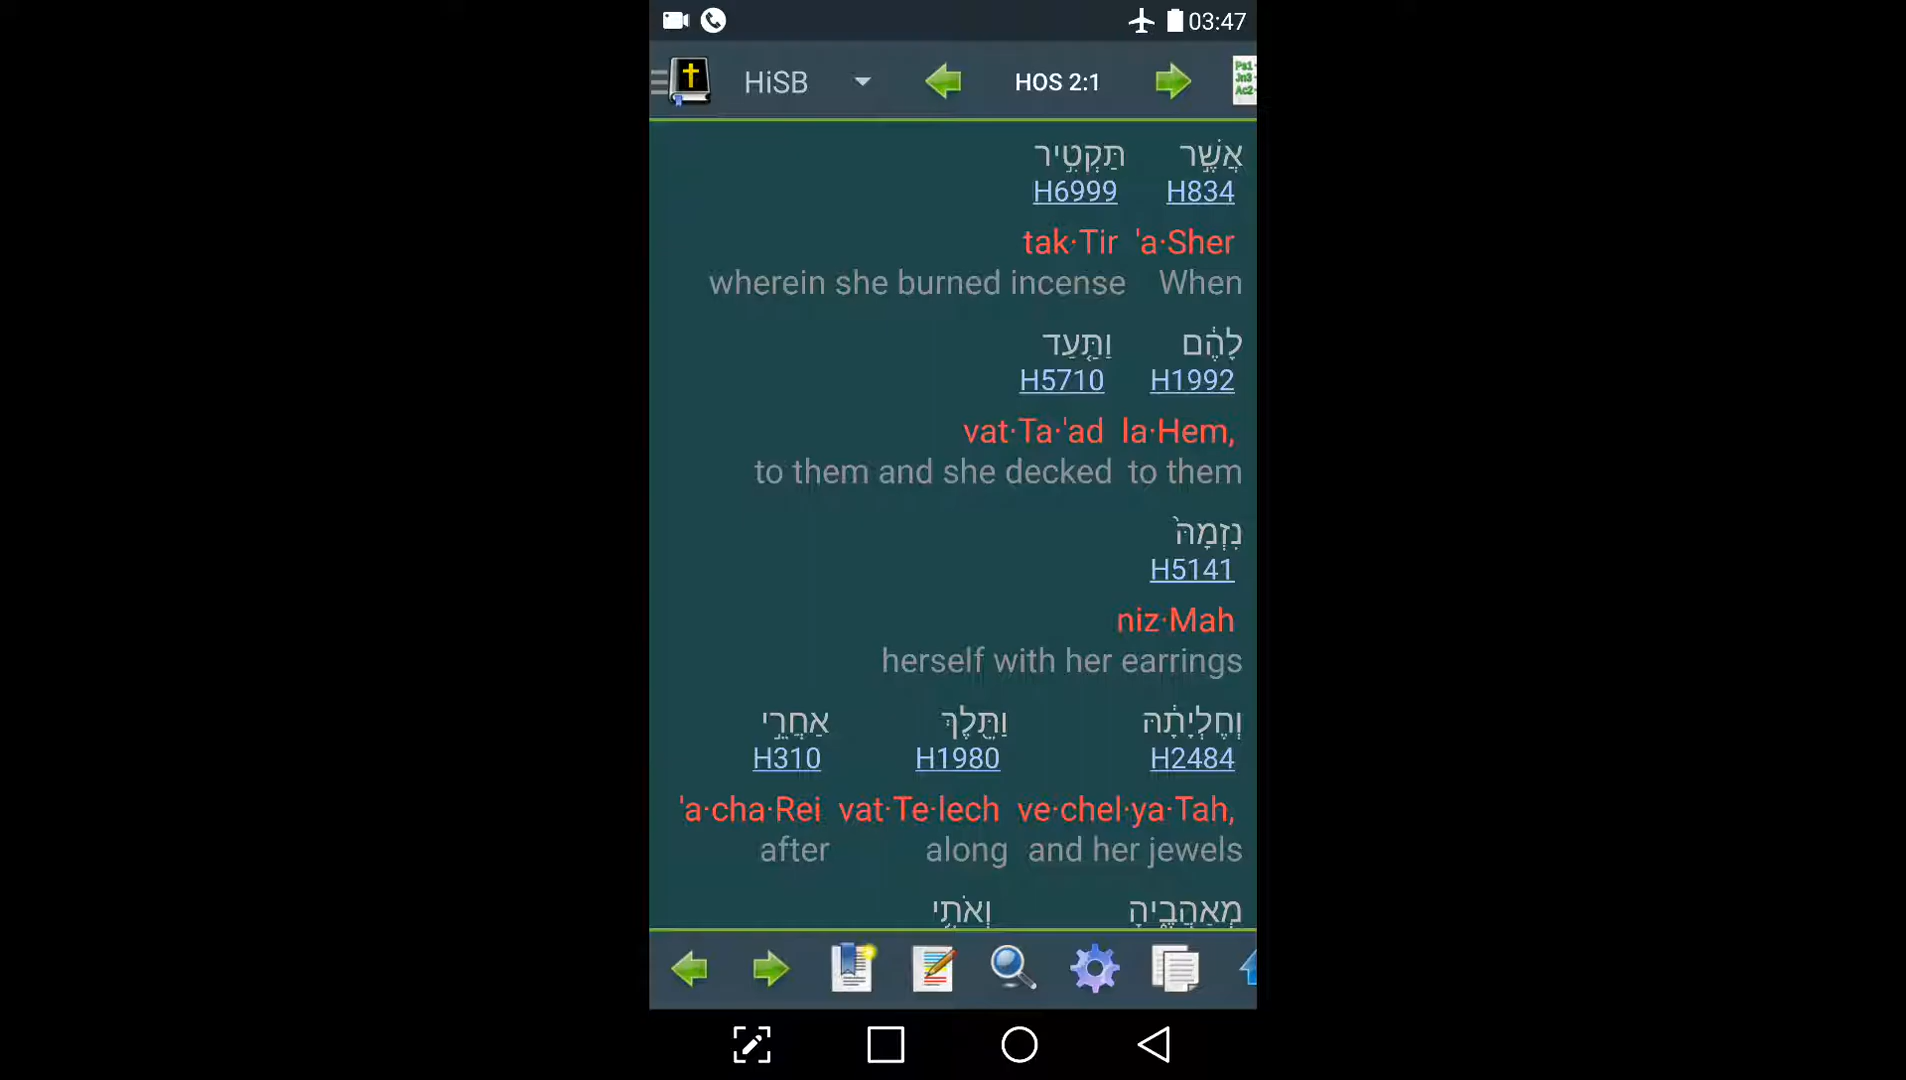 03:47
HiSB HOS 2:1
אֲשֶׁ֣ר תַּקְטִ֣יר
H834 H6999
tak·Tir 'a·Sher
wherein she burned incense When
לָהֶ֔ם וַתַּ֤עַד
H1992 H5710
vat·Ta·'ad la·Hem,
to them and she decked to them
נִזְמָהּ֙
H5141
niz·Mah
herself with her earrings
וְחֶלְיָתָ֔הּ וַתֵּ֖לֶךְ אַחֲרֵ֣י
H2484 H1980 H310
'a·cha·Rei vat·Te·lech ve·chel·ya·Tah,
after along and her jewels
מְאַהֲבֶ֑יהָ וְאֹתִ֥י